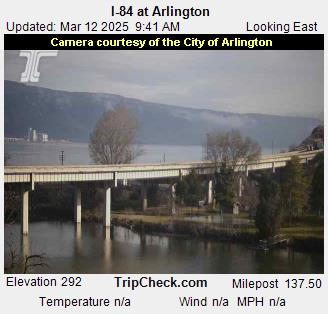 I-84 at Arlington
Updated: Mar 12 2025 9:41 AM Looking East
Camera courtesy of the City of Arlington
Elevation 292 TripCheck.com Milepost 137.50
Temperature n/a Wind n/a MPH n/a